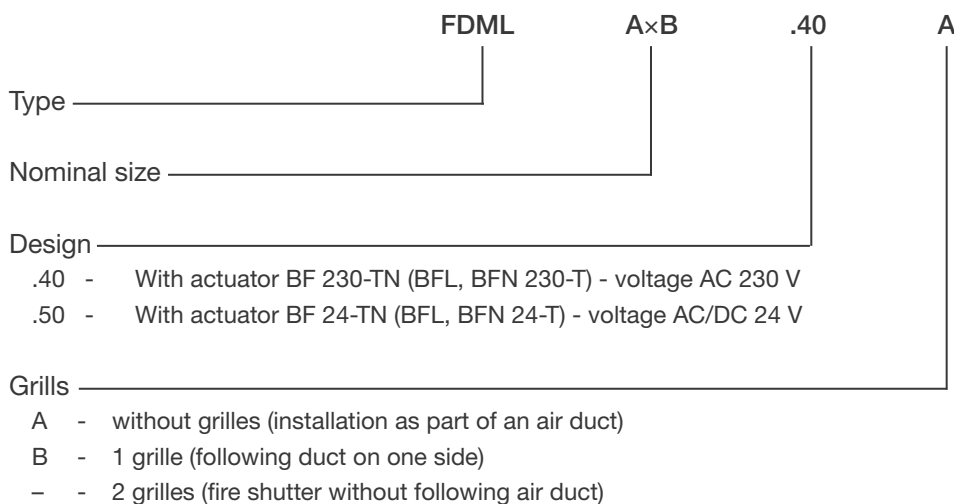 FDML A×B .40 A
Type
Nominal size
Design
.40 - With actuator BF 230-TN (BFL, BFN 230-T) - voltage AC 230 V
.50 - With actuator BF 24-TN (BFL, BFN 24-T) - voltage AC/DC 24 V
Grills
A - without grilles (installation as part of an air duct)
B - 1 grille (following duct on one side)
– - 2 grilles (fire shutter without following air duct)